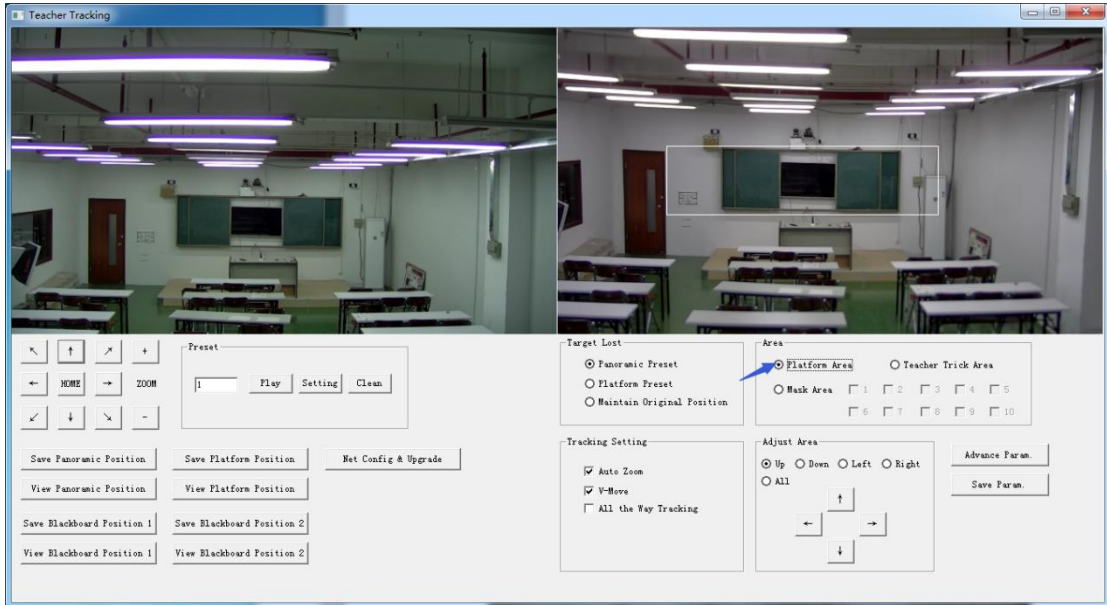 Teacher Tracking
Preset
HOME
ZOOM
+
-
1
Play
Setting
Clean
Save Panoramic Position
Save Platform Position
Net Config & Upgrade
View Panoramic Position
View Platform Position
Save Blackboard Position 1
Save Blackboard Position 2
View Blackboard Position 1
View Blackboard Position 2
Target Lost
Panoramic Preset
Platform Preset
Maintain Original Position
Area
Platform Area
Teacher Trick Area
Mask Area
1
2
3
4
5
6
7
8
9
10
Tracking Setting
Auto Zoom
V-Move
All the Way Tracking
Adjust Area
Up
Down
Left
Right
All
Advance Param.
Save Param.